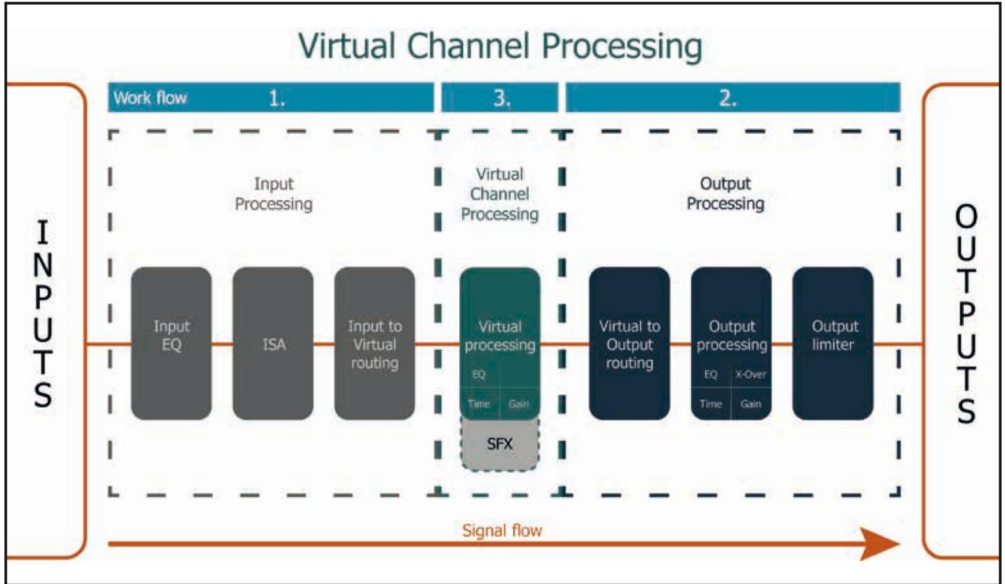 Virtual Channel Processing
Work flow 1. 3. 2.
INPUTS
Input
Processing
Virtual
Channel
Processing
Output
Processing
OUTPUTS
Input
EQ
ISA
Input to
Virtual
routing
Virtual
processing
EQ
Time Gain
SFX
Virtual to
Output
routing
Output
processing
EQ X-Over
Time Gain
Output
limiter
Signal flow